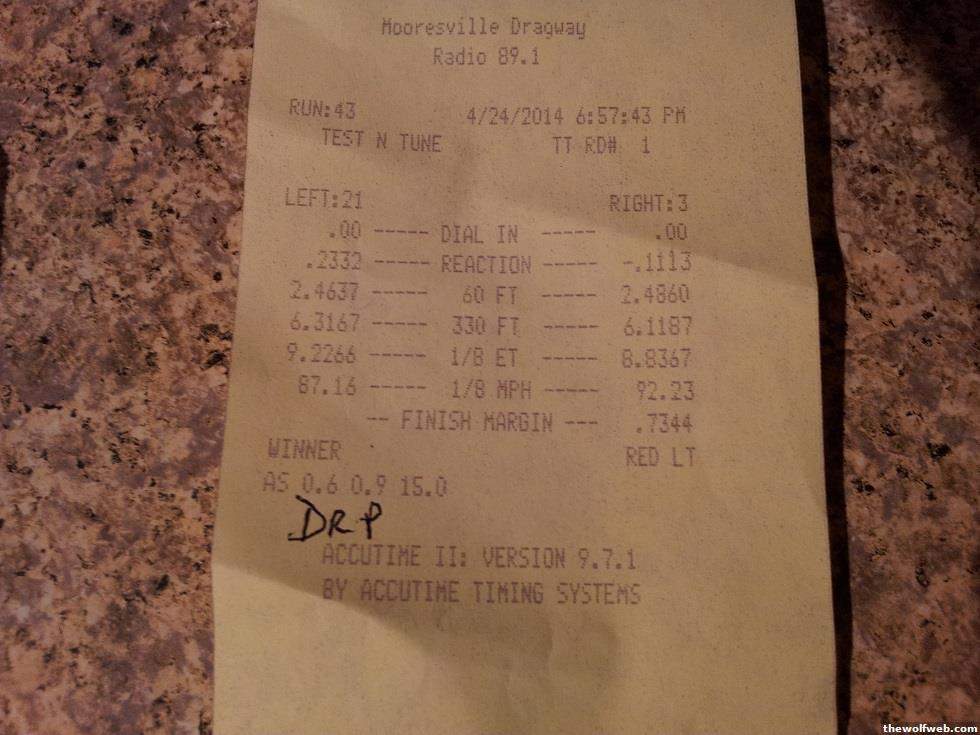 Mooresville Dragway
Radio 89.1
RUN:43 4/24/2014 6:57:43 PM
TEST N TUNE TT RD# 1
LEFT:21 RIGHT:3
.00 ----- DIAL IN ----- .00
.2332 ----- REACTION ----- -.1113
2.4637 ----- 60 FT ----- 2.4860
6.3167 ----- 330 FT ----- 6.1187
9.2266 ----- 1/8 ET ----- 8.8367
87.16 ----- 1/8 MPH ----- 92.23
-- FINISH MARGIN --- .7344
WINNER RED LT
AS 0.6 0.9 15.0
DRP
ACCUTIME II: VERSION 9.7.1
BY ACCUTIME TIMING SYSTEMS
thewolfweb.com